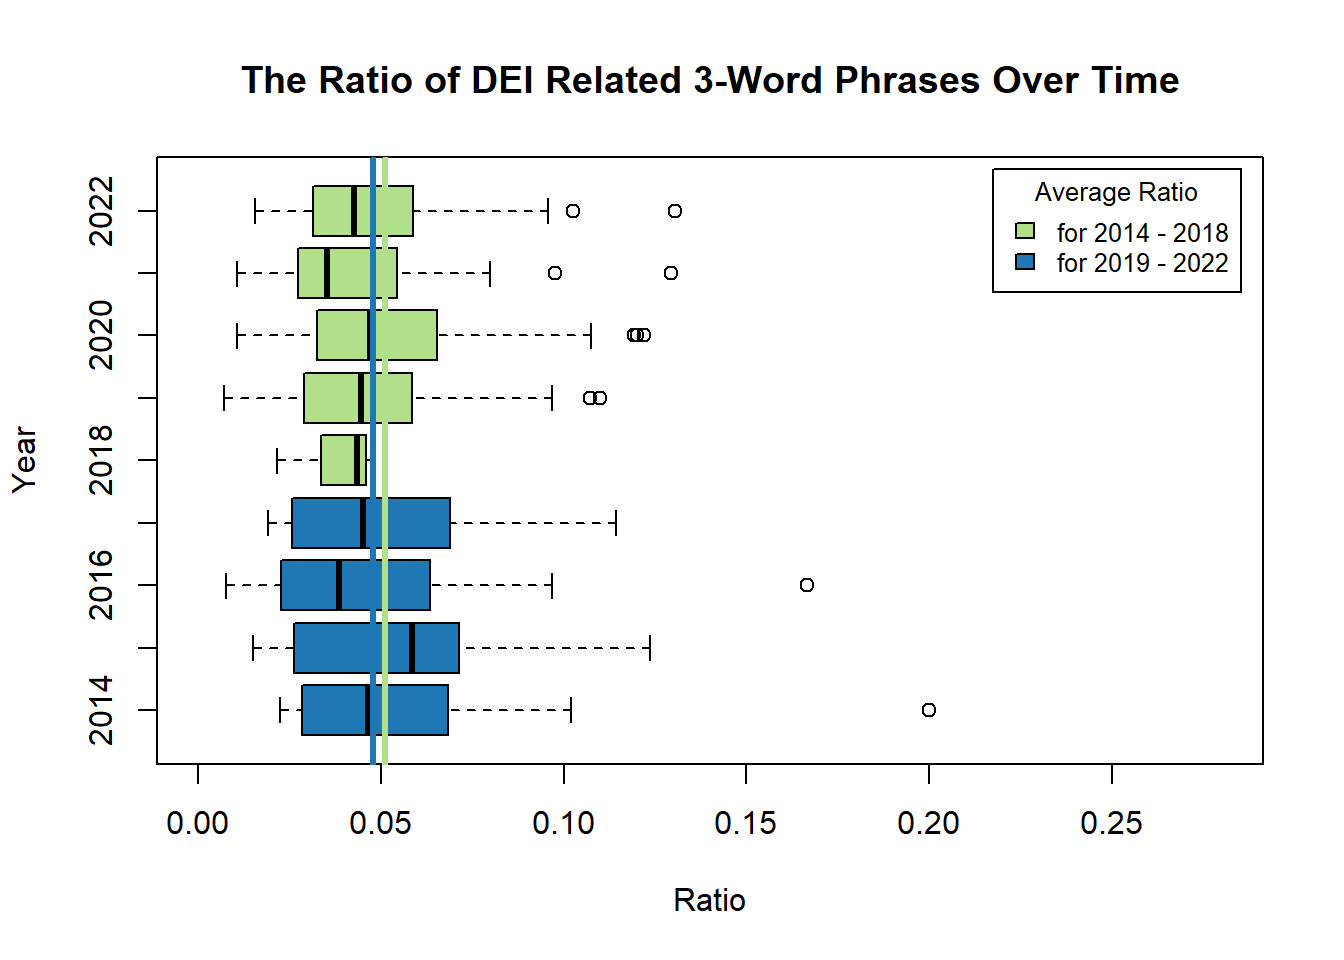 The Ratio of DEI Related 3-Word Phrases Over Time
Average Ratio
for 2014 - 2018
for 2019 - 2022
Year
2022
2020
2018
2016
2014
0.00 0.05 0.10 0.15 0.20 0.25
Ratio